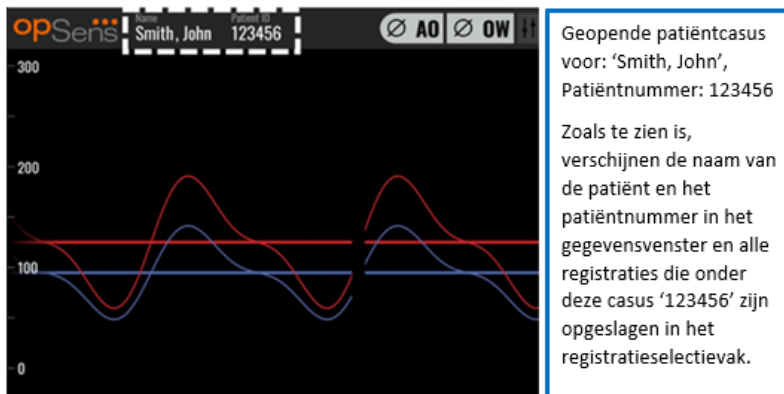 opSens
Name Patient ID
Smith, John 123456
Ø AO Ø OW
300
200
100
0
Geopende patiëntcasus
voor: ‘Smith, John’,
Patiëntnummer: 123456
Zoals te zien is,
verschijnen de naam van
de patiënt en het
patiëntnummer in het
gegevensvenster en alle
registraties die onder
deze casus ‘123456’ zijn
opgeslagen in het
registratieselectievak.